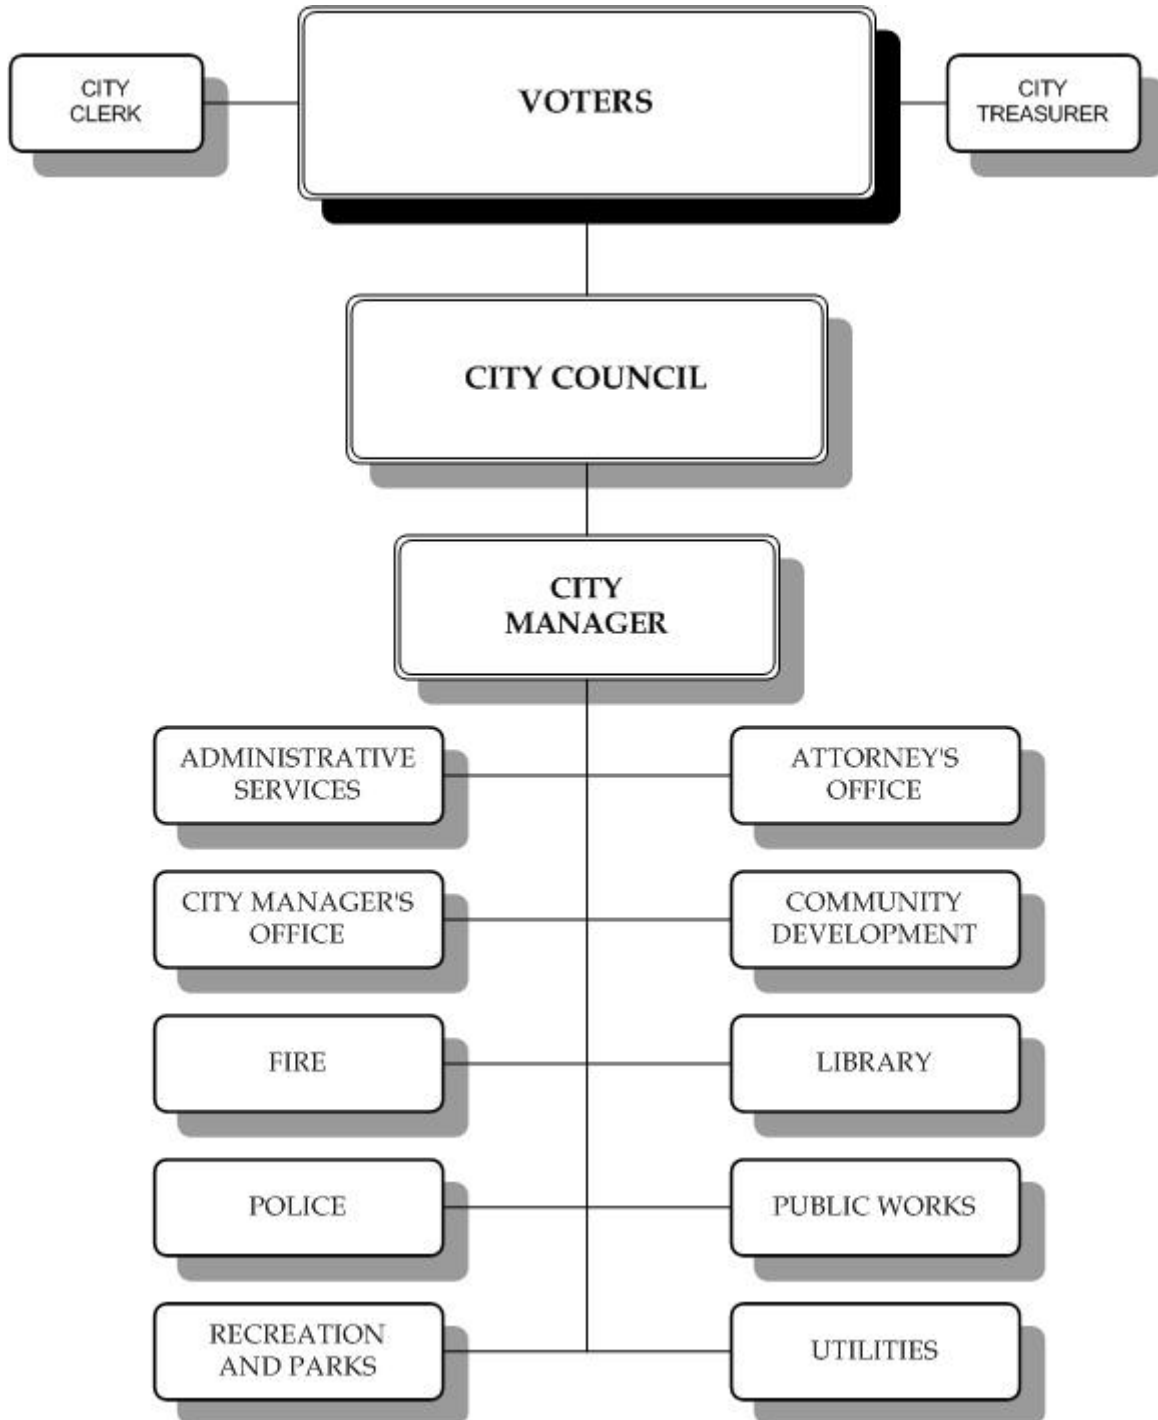 CITY
CLERK
VOTERS
CITY
TREASURER
CITY COUNCIL
CITY
MANAGER
ADMINISTRATIVE
SERVICES
ATTORNEY'S
OFFICE
CITY MANAGER'S
OFFICE
COMMUNITY
DEVELOPMENT
FIRE
LIBRARY
POLICE
PUBLIC WORKS
RECREATION
AND PARKS
UTILITIES